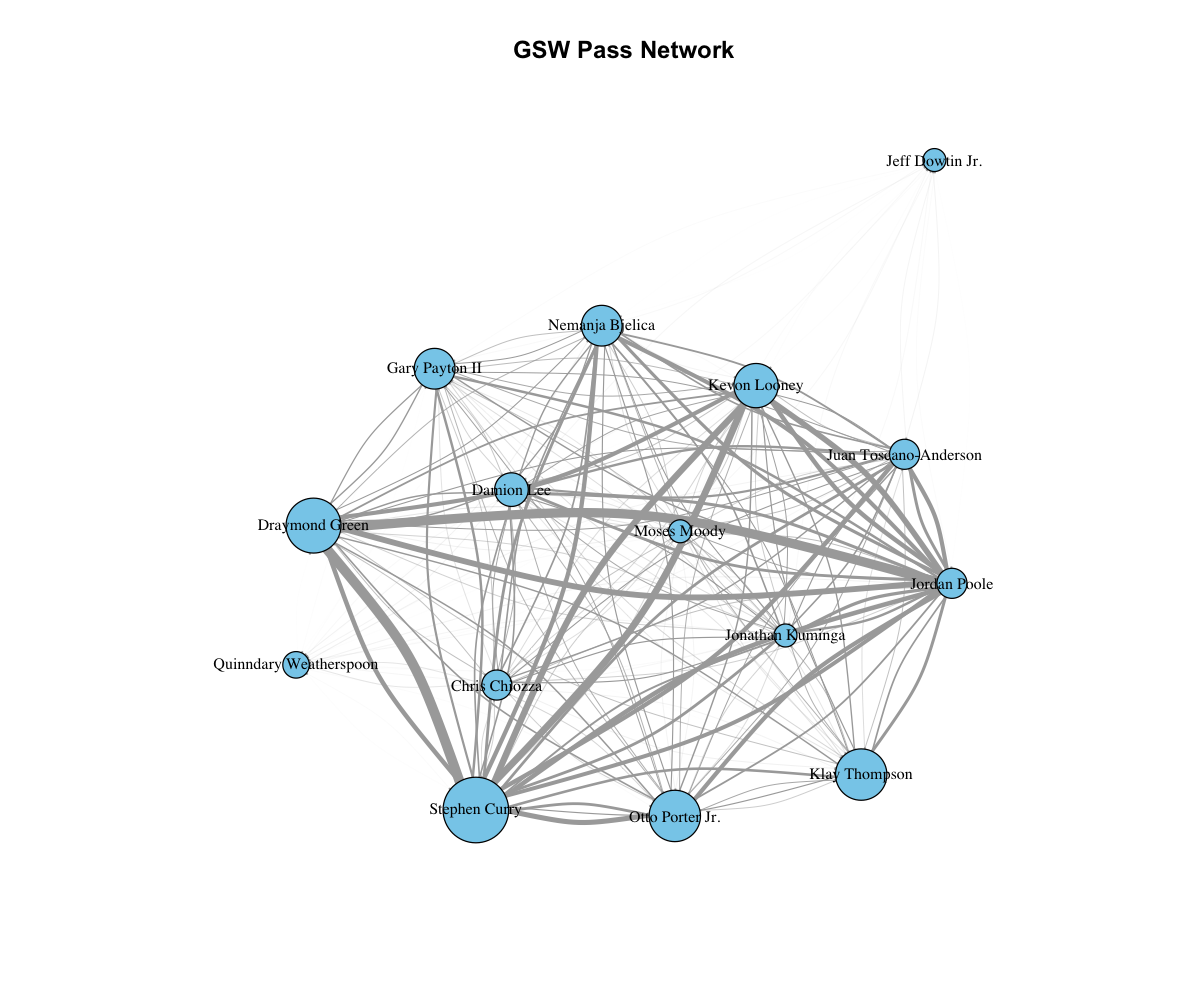 GSW Pass Network
Jeff Dowtin Jr.
Nemanja Bjelica
Gary Payton II
Kevon Looney
Juan Toscano-Anderson
Damion Lee
Draymond Green
Moses Moody
Jordan Poole
Jonathan Kuminga
Quinndary Weatherspoon
Chris Chiozza
Klay Thompson
Stephen Curry
Otto Porter Jr.